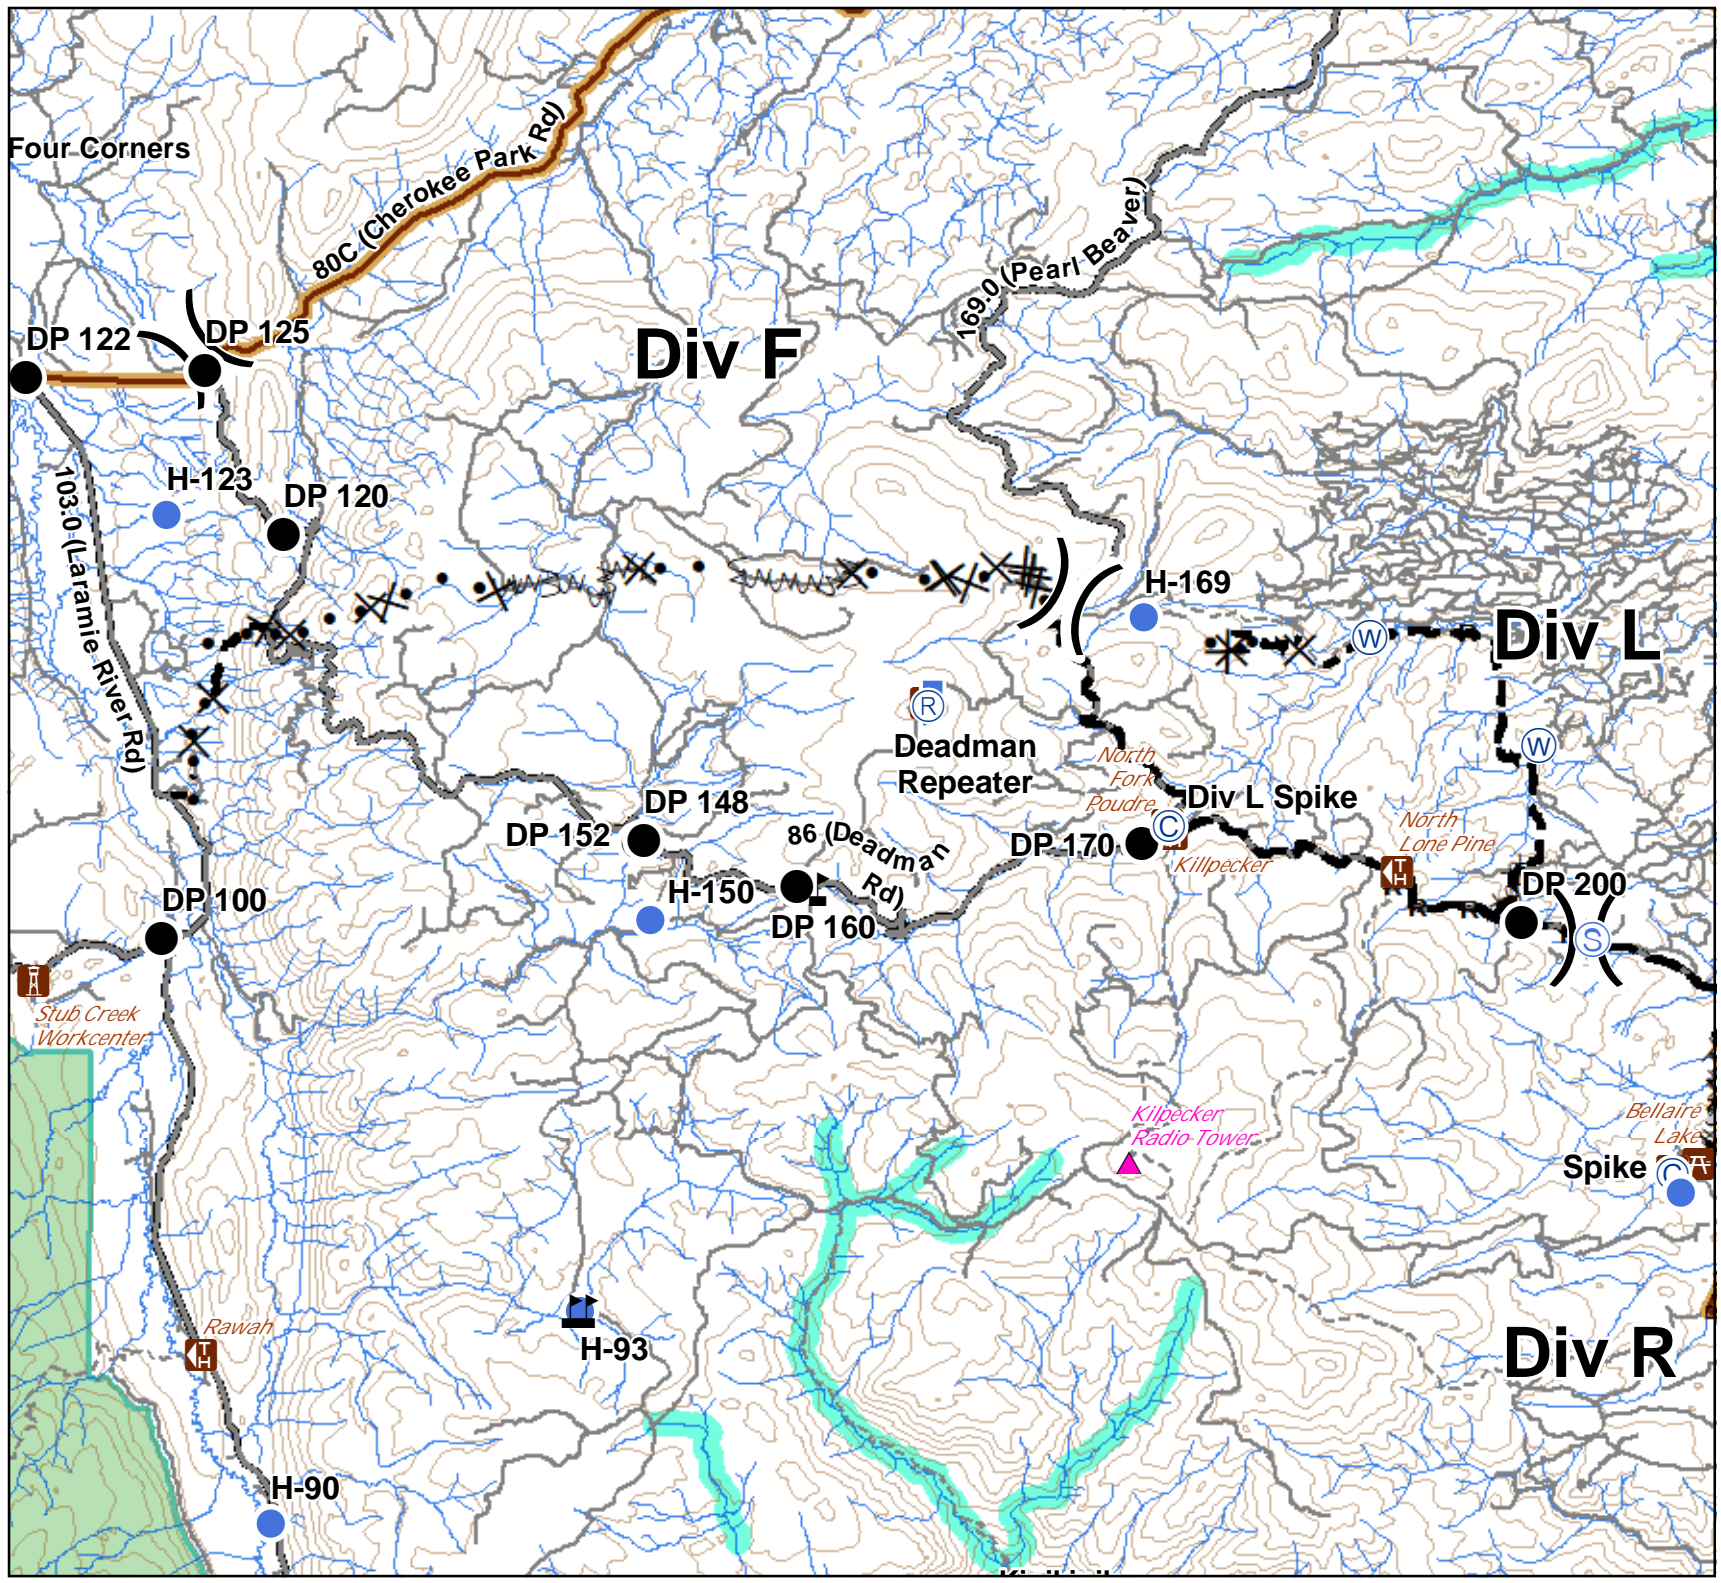 Four Corners
80C (Cherokee Park Rd)
169.0 (Pearl Beaver)
DP 122
DP 125
Div F
H-123
DP 120
103.0 (Laramie River Rd)
H-169
W
Div L
R
W
Deadman
Repeater
North
Fork
Poudre
Div L Spike
DP 148
DP 152
86 (Deadman
Rd)
DP 170
C
Killpecker
North
Lone Pine
TH
R
R
R
DP 200
S
DP 100
H-150
DP 160
Stub Creek
Workcenter
Kilpecker
Radio Tower
Bellaire
Lake
Spike
C
Rawah
TH
H-93
Div R
H-90